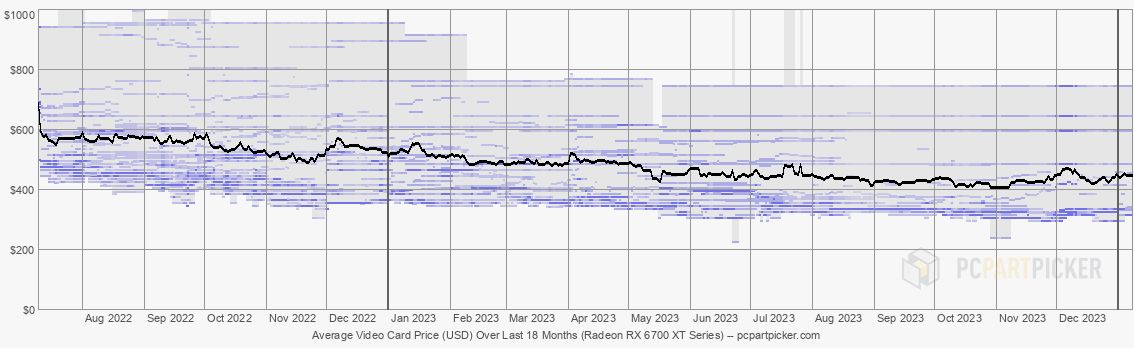 $1000
$800
$600
$400
$200
$0
PCPARTPICKER
Aug 2022 Sep 2022 Oct 2022 Nov 2022 Dec 2022 Jan 2023 Feb 2023 Mar 2023 Apr 2023 May 2023 Jun 2023 Jul 2023 Aug 2023 Sep 2023 Oct 2023 Nov 2023 Dec 2023
Average Video Card Price (USD) Over Last 18 Months (Radeon RX 6700 XT Series) -- pcpartpicker.com